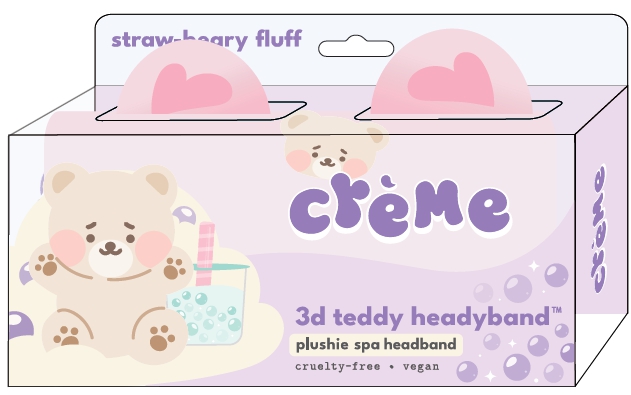 straw-beary fluff
crème
crème
3d teddy headyband™
plushie spa headband
cruelty-free • vegan